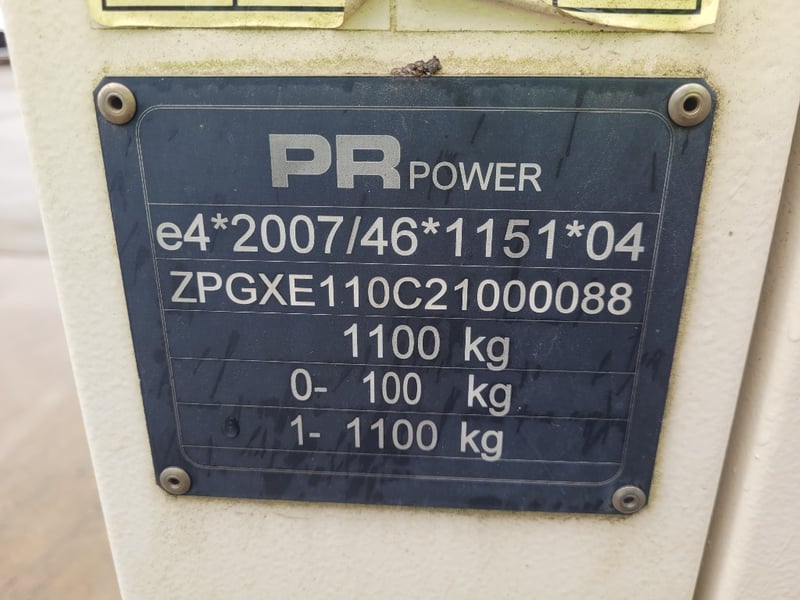 PR POWER
e4*2007/46*1151*04
ZPGXE110C21000088
1100 kg
0- 100 kg
1- 1100 kg